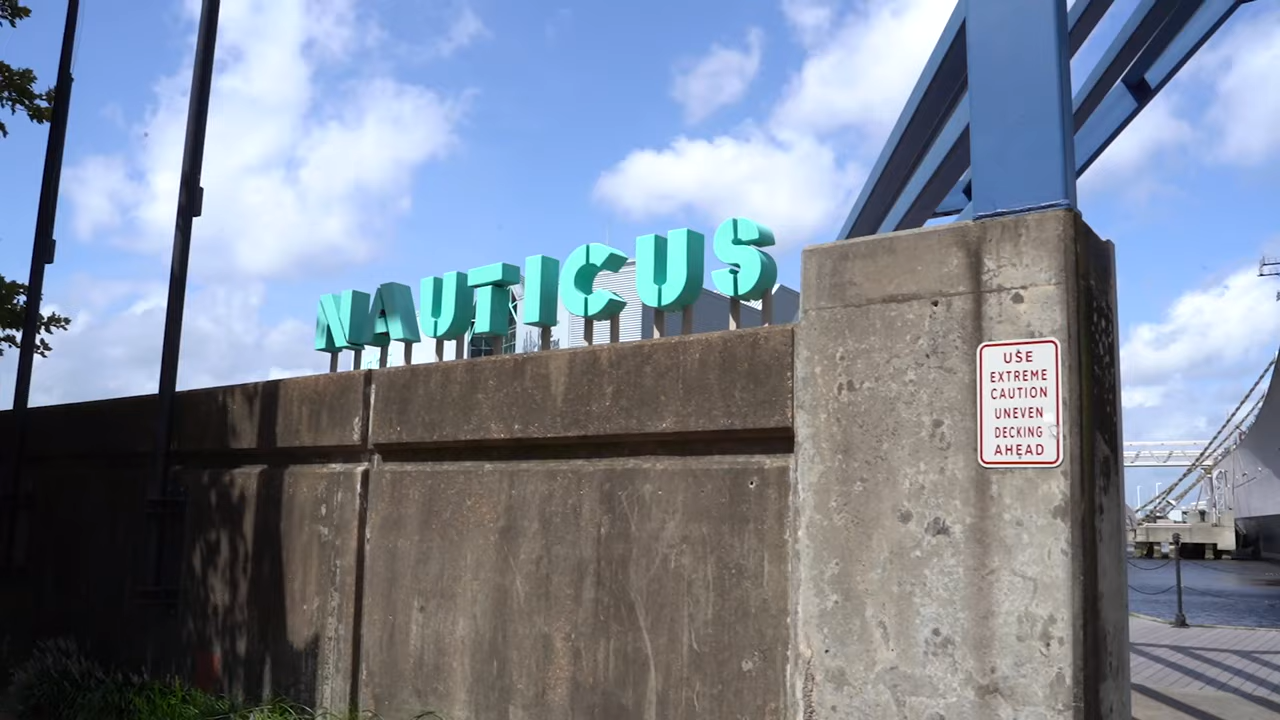 NAUTICUS
USE
EXTREME
CAUTION
UNEVEN
DECKING
AHEAD